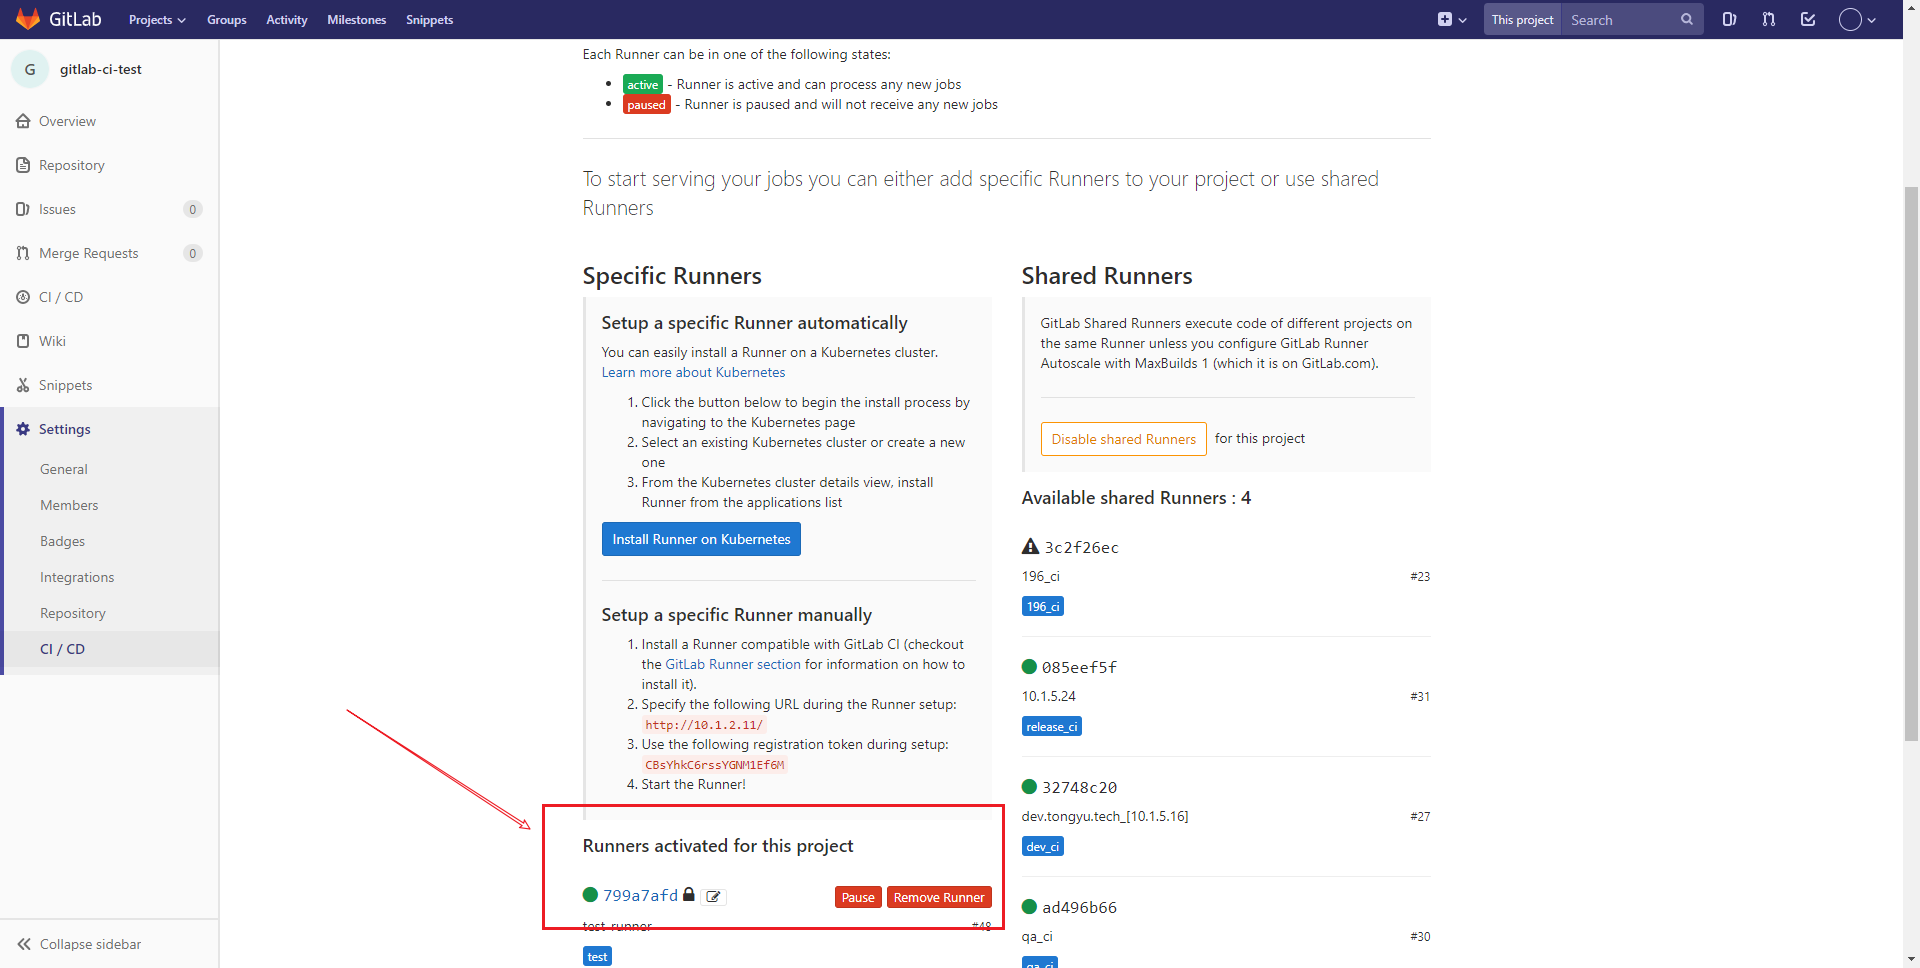 GitLab
Projects
Groups
Activity
Milestones
Snippets
This project
Search
G
gitlab-ci-test
Overview
Repository
Issues
0
Merge Requests
0
CI / CD
Wiki
Snippets
Settings
General
Members
Badges
Integrations
Repository
CI / CD
Collapse sidebar
Each Runner can be in one of the following states:
• active - Runner is active and can process any new jobs
• paused - Runner is paused and will not receive any new jobs
To start serving your jobs you can either add specific Runners to your project or use shared
Runners
Specific Runners
Setup a specific Runner automatically
You can easily install a Runner on a Kubernetes cluster.
Learn more about Kubernetes
1. Click the button below to begin the install process by
navigating to the Kubernetes page
2. Select an existing Kubernetes cluster or create a new
one
3. From the Kubernetes cluster details view, install
Runner from the applications list
Install Runner on Kubernetes
Setup a specific Runner manually
1. Install a Runner compatible with GitLab CI (checkout
the GitLab Runner section for information on how to
install it).
2. Specify the following URL during the Runner setup:
http://10.1.2.11/
3. Use the following registration token during setup:
CBsYhkC6rssYGNM1Ef6M
4. Start the Runner!
Runners activated for this project
799a7afd
Pause
Remove Runner
test-runner
#48
test
Shared Runners
GitLab Shared Runners execute code of different projects on
the same Runner unless you configure GitLab Runner
Autoscale with MaxBuilds 1 (which it is on GitLab.com).
Disable shared Runners for this project
Available shared Runners : 4
3c2f26ec
196_ci
#23
196_ci
085eef5f
10.1.5.24
#31
release_ci
32748c20
dev.tongyu.tech_[10.1.5.16]
#27
dev_ci
ad496b66
qa_ci
#30
qa_ci